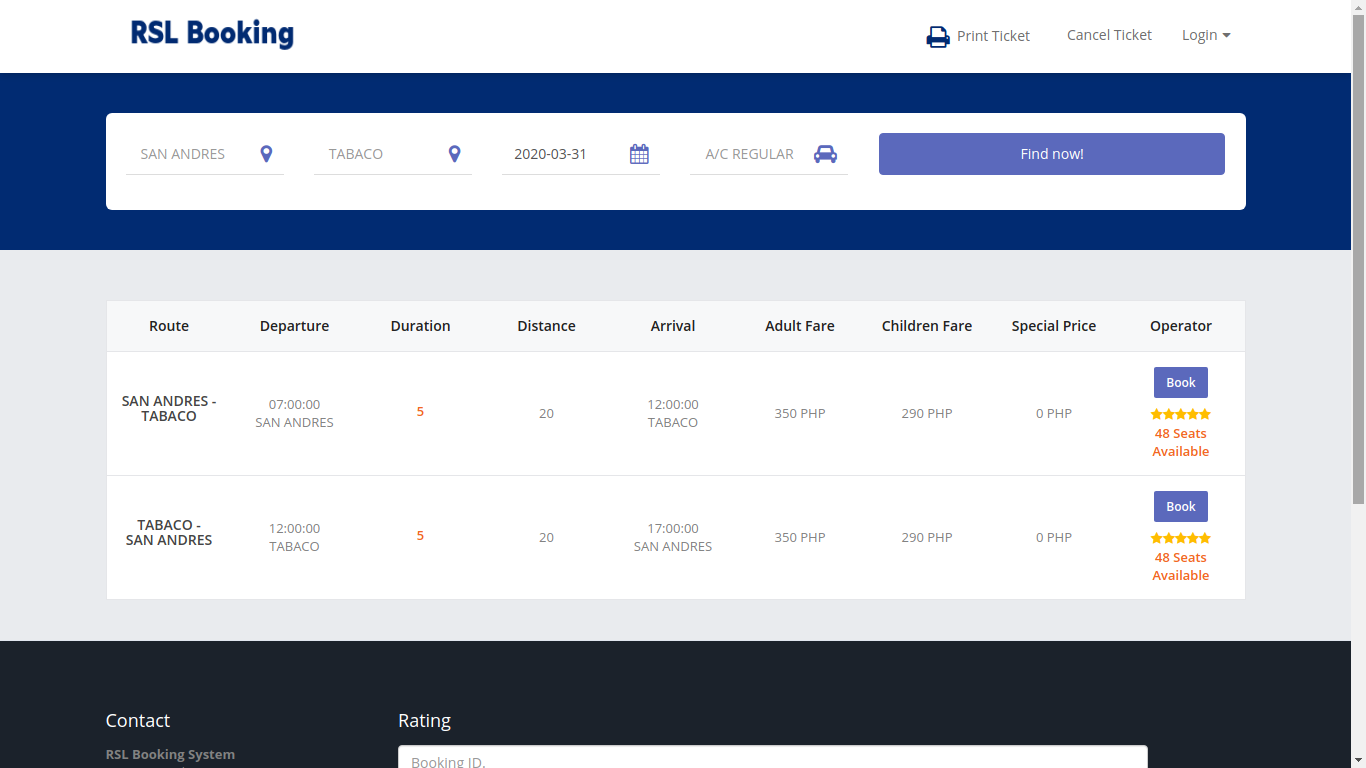 RSL Booking
Print Ticket
Cancel Ticket
Login
SAN ANDRES
TABACO
2020-03-31
A/C REGULAR
Find now!
Route Departure Duration Distance Arrival Adult Fare Children Fare Special Price Operator
SAN ANDRES -
TABACO
07:00:00
SAN ANDRES
5
20
12:00:00
TABACO
350 PHP
290 PHP
0 PHP
Book
48 Seats
Available
TABACO -
SAN ANDRES
12:00:00
TABACO
5
20
17:00:00
SAN ANDRES
350 PHP
290 PHP
0 PHP
Book
48 Seats
Available
Contact
RSL Booking System
Rating
Booking ID.